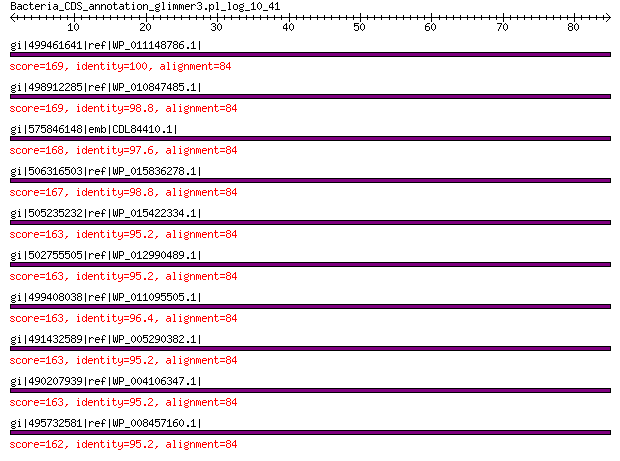 Bacteria_CDS_annotation_glimmer3.pl_log_10_41
10 20 30 40 50 60 70 80
gi|499461641|ref|WP_011148786.1|
score=169, identity=100, alignment=84
gi|498912285|ref|WP_010847485.1|
score=169, identity=98.8, alignment=84
gi|575846148|emb|CDL84410.1|
score=168, identity=97.6, alignment=84
gi|506316503|ref|WP_015836278.1|
score=167, identity=98.8, alignment=84
gi|505235232|ref|WP_015422334.1|
score=163, identity=95.2, alignment=84
gi|502755505|ref|WP_012990489.1|
score=163, identity=95.2, alignment=84
gi|499408038|ref|WP_011095505.1|
score=163, identity=96.4, alignment=84
gi|491432589|ref|WP_005290382.1|
score=163, identity=95.2, alignment=84
gi|490207939|ref|WP_004106347.1|
score=163, identity=95.2, alignment=84
gi|495732581|ref|WP_008457160.1|
score=162, identity=95.2, alignment=84